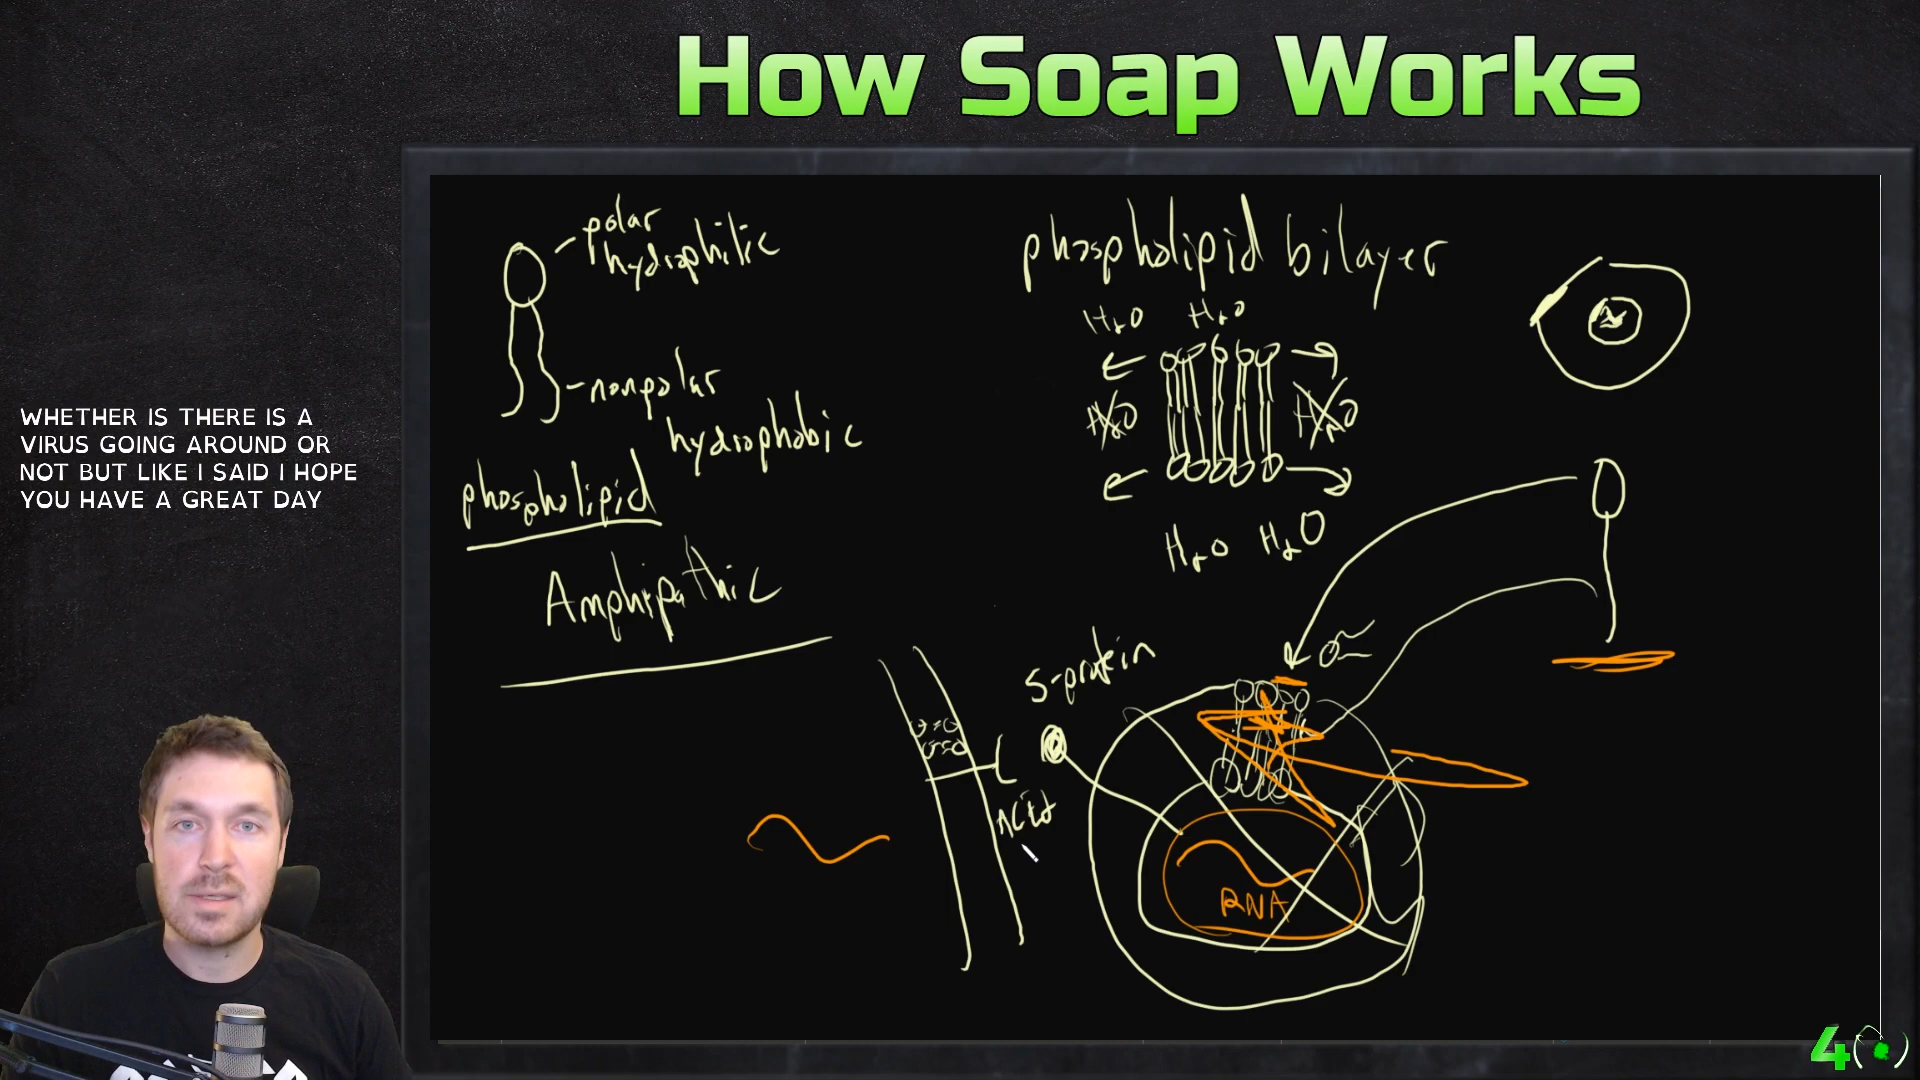 How Soap Works
WHETHER IS THERE IS A
VIRUS GOING AROUND OR
NOT BUT LIKE I SAID I HOPE
YOU HAVE A GREAT DAY
polar
hydrophilic
nonpolar
hydrophobic
phospholipid
Amphipathic
phospholipid bilayer
H2O H2O
H2O H2O
H2O H2O
S-protein
RNA
4